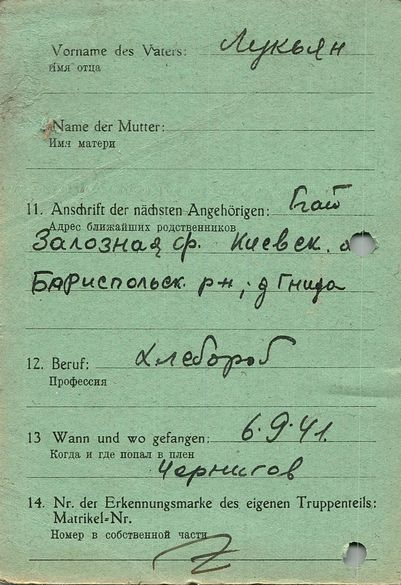 Vorname des Vaters: Лукьян
Имя отца
Name der Mutter:
Имя матери
11. Anschrift der nächsten Angehörigen:
Адрес ближайших родственников
Залозная ф. Киевск. о
Бариспольск. рн, д Гнида
12. Beruf: хлебороб
Профессия
13 Wann und wo gefangen: 6.9.41.
Когда и где попал в плен
Чернигов
14. Nr. der Erkennungsmarke des eigenen Truppenteils:
Matrikel-Nr.
Номер в собственной части